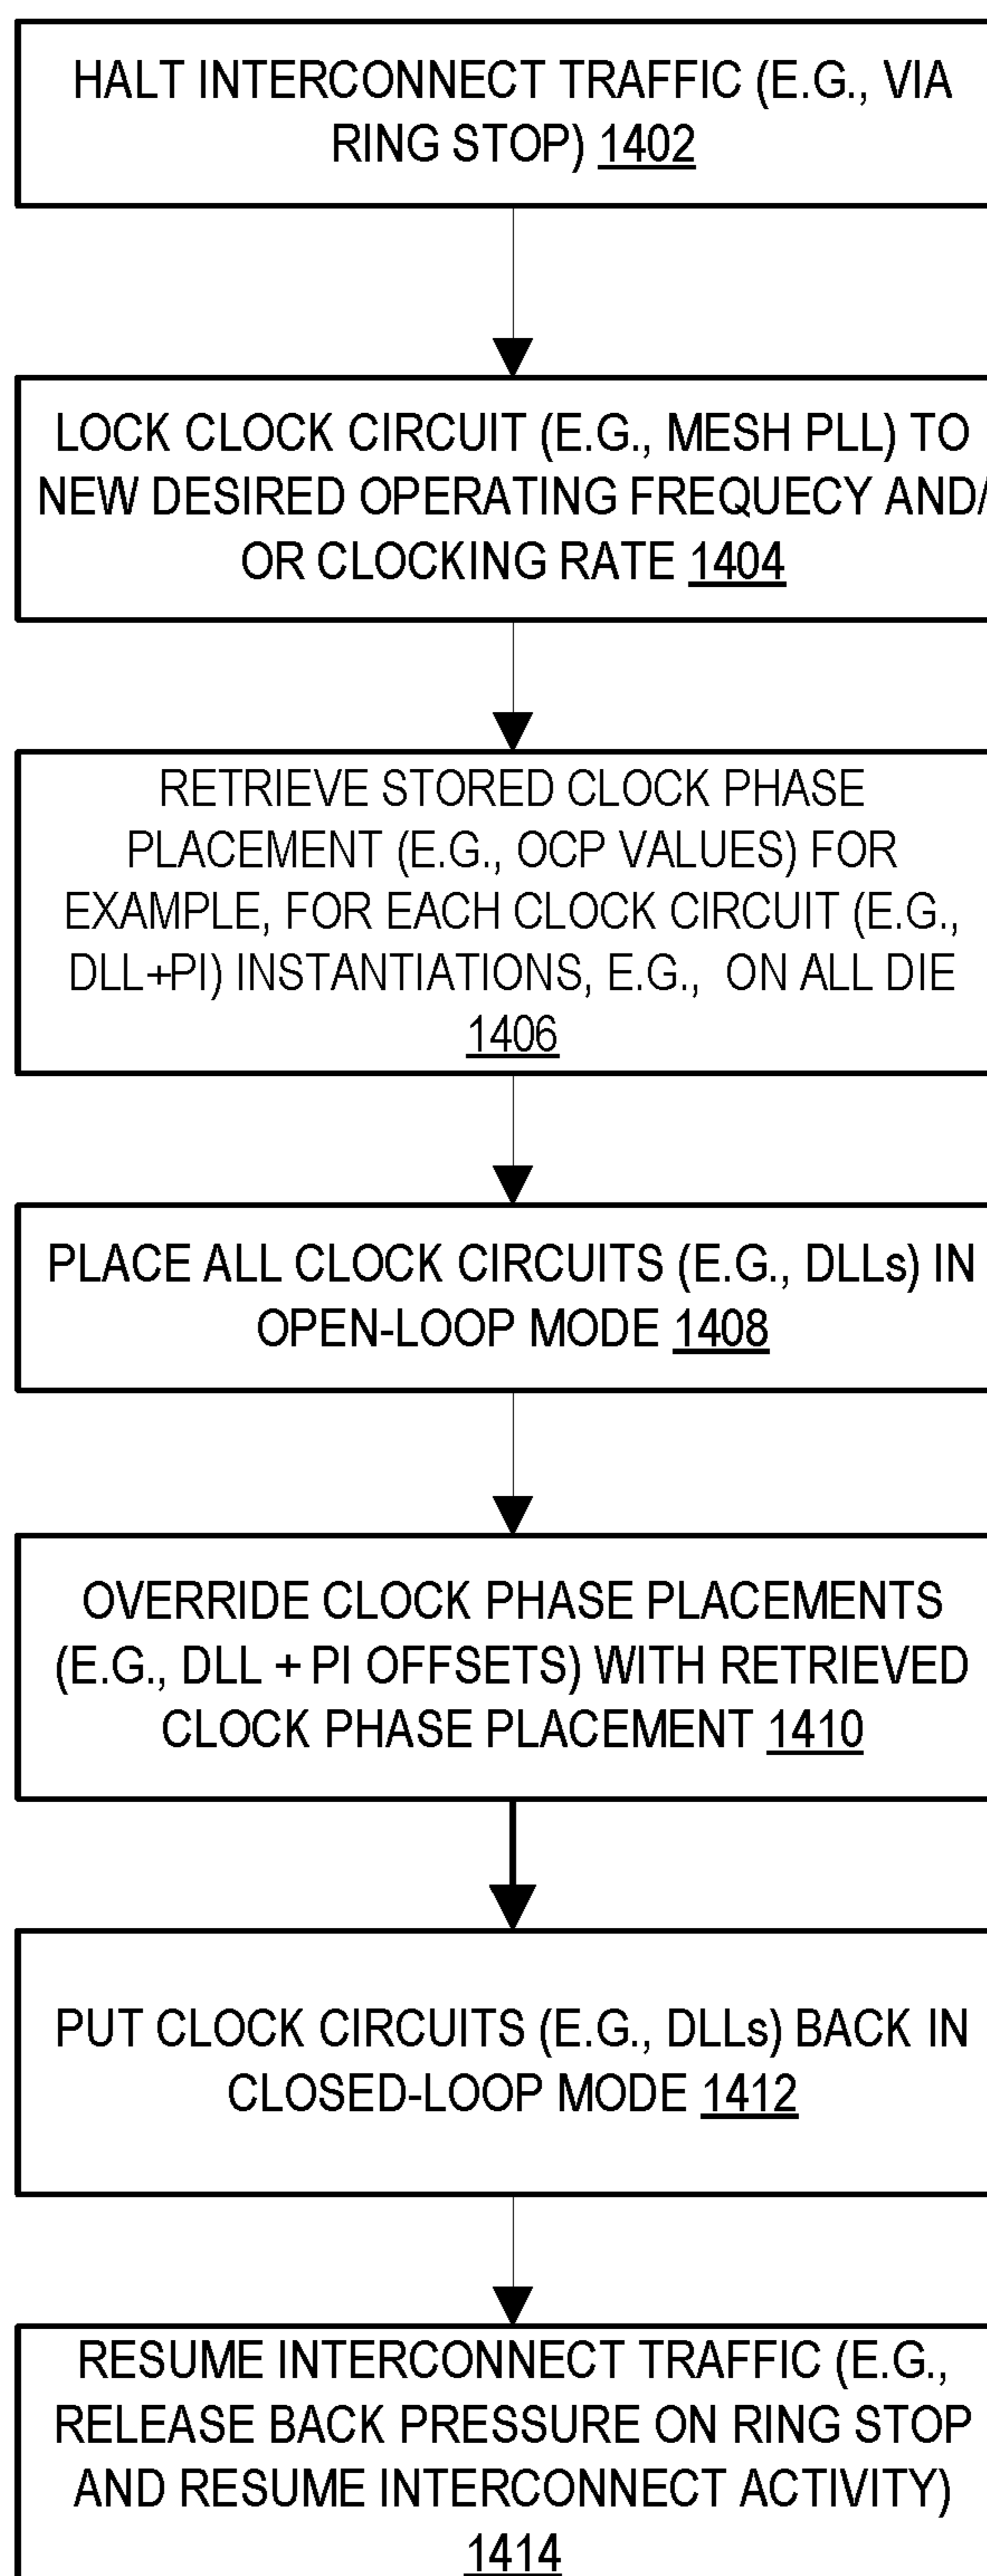 HALT INTERCONNECT TRAFFIC (E.G., VIA
RING STOP) 1402
LOCK CLOCK CIRCUIT (E.G., MESH PLL) TO
NEW DESIRED OPERATING FREQUECY AND/
OR CLOCKING RATE 1404
RETRIEVE STORED CLOCK PHASE
PLACEMENT (E.G., OCP VALUES) FOR
EXAMPLE, FOR EACH CLOCK CIRCUIT (E.G.,
DLL+PI) INSTANTIATIONS, E.G., ON ALL DIE
1406
PLACE ALL CLOCK CIRCUITS (E.G., DLLs) IN
OPEN-LOOP MODE 1408
OVERRIDE CLOCK PHASE PLACEMENTS
(E.G., DLL + PI OFFSETS) WITH RETRIEVED
CLOCK PHASE PLACEMENT 1410
PUT CLOCK CIRCUITS (E.G., DLLs) BACK IN
CLOSED-LOOP MODE 1412
RESUME INTERCONNECT TRAFFIC (E.G.,
RELEASE BACK PRESSURE ON RING STOP
AND RESUME INTERCONNECT ACTIVITY)
1414